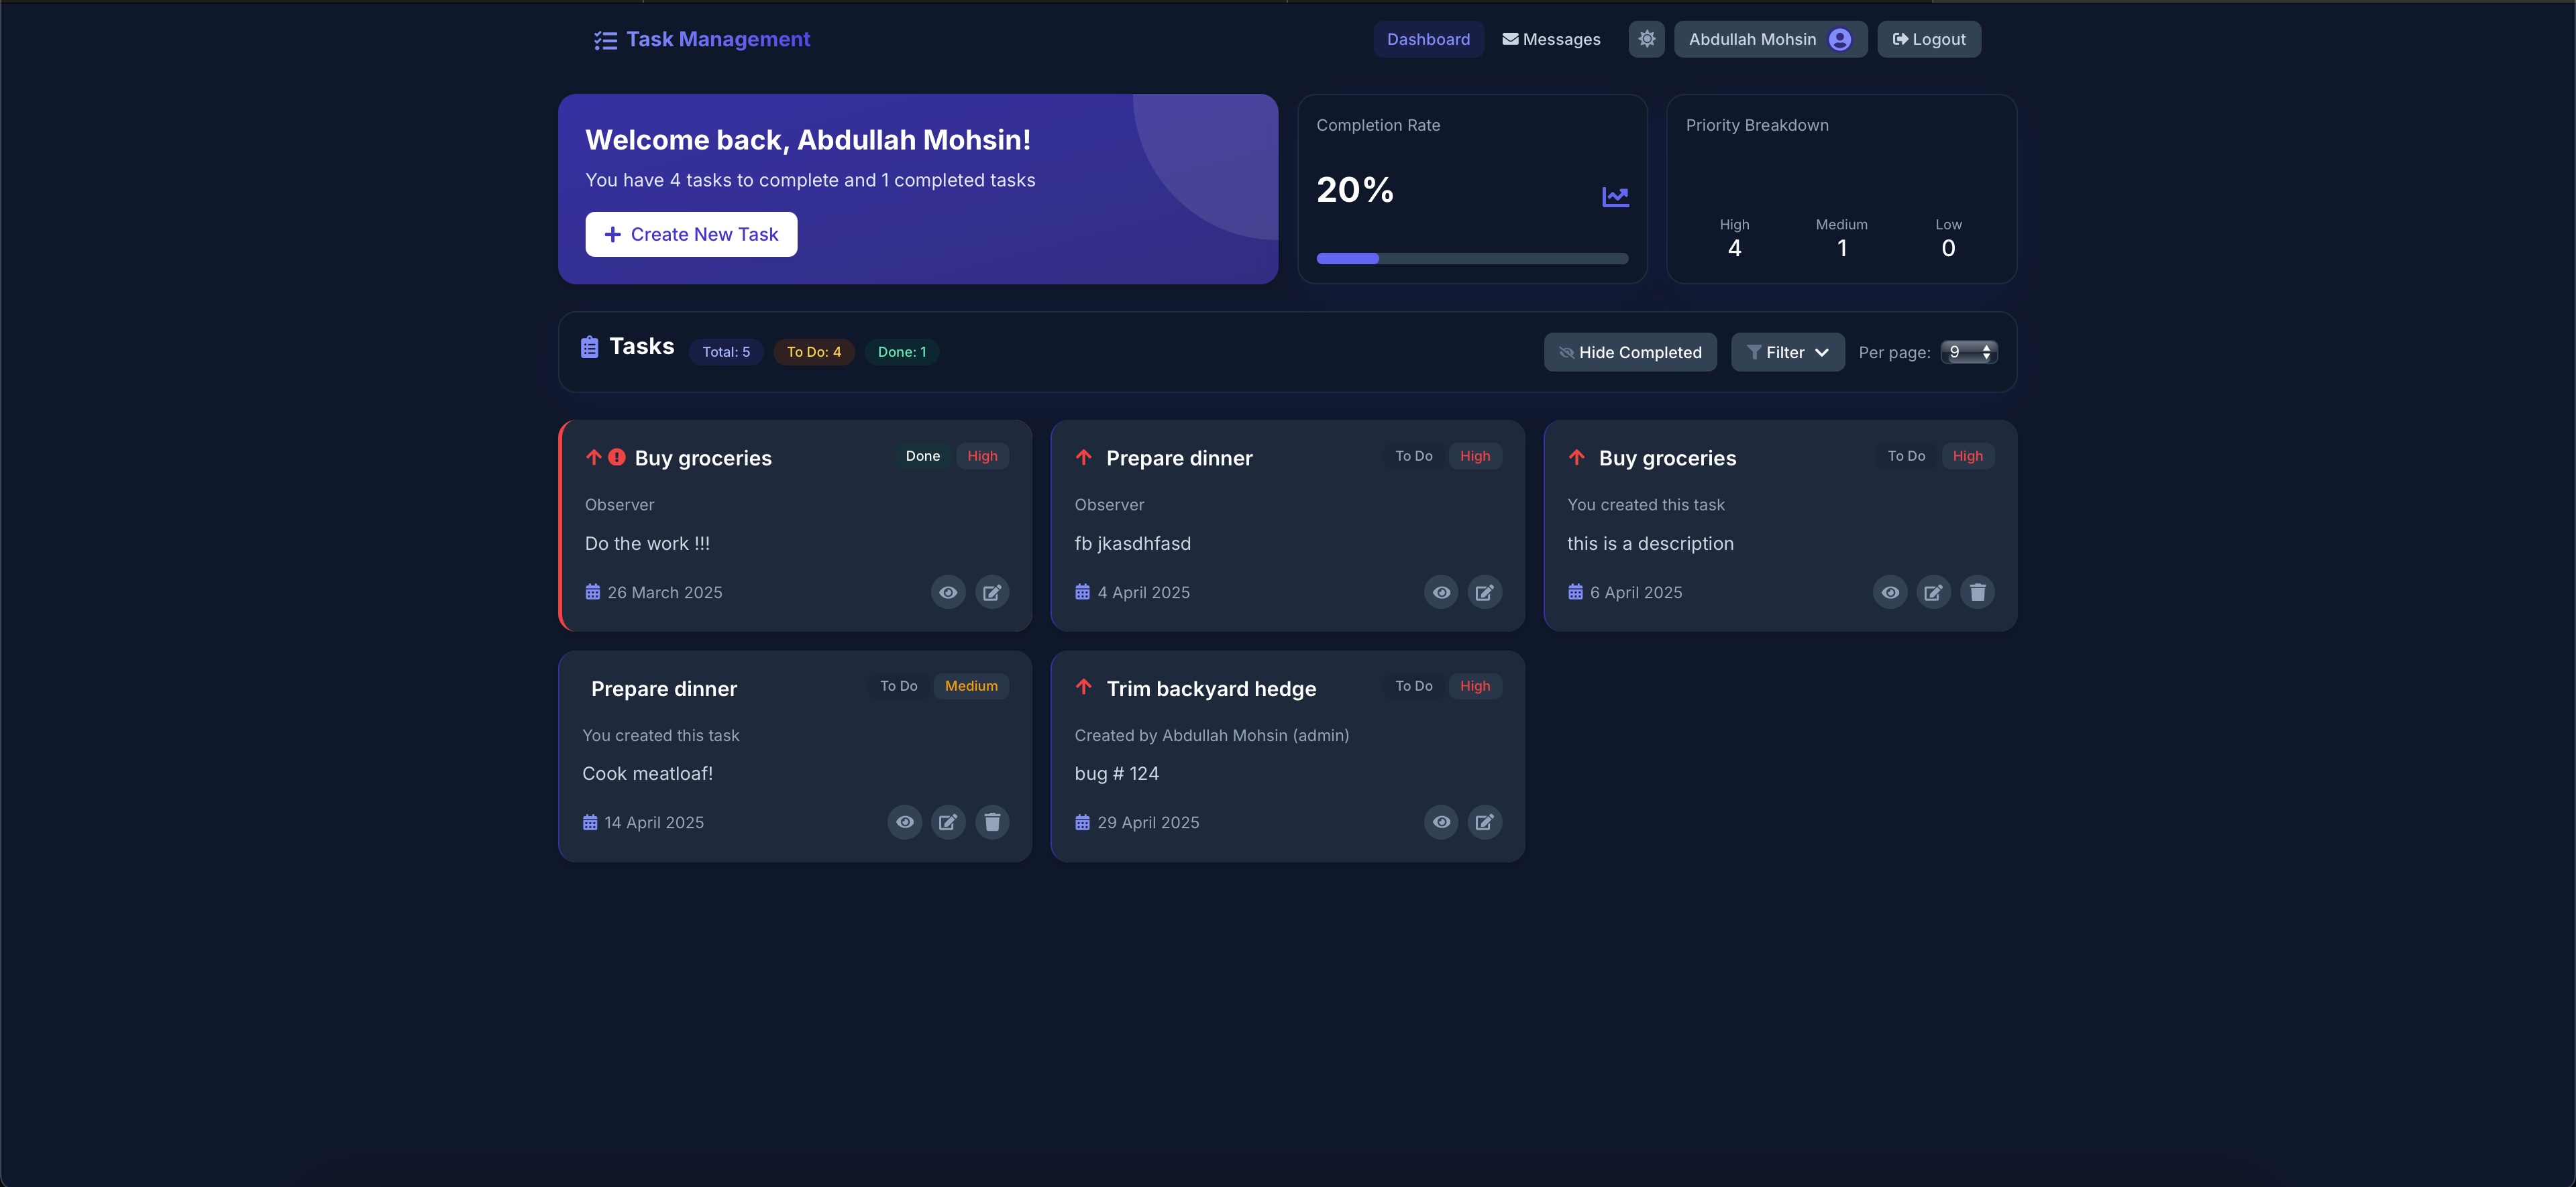 Task Management
Dashboard
Messages
Abdullah Mohsin
Logout
Welcome back, Abdullah Mohsin!
You have 4 tasks to complete and 1 completed tasks
Create New Task
Completion Rate
20%
Priority Breakdown
High
Medium
Low
4
1
0
Tasks
Total: 5
To Do: 4
Done: 1
Hide Completed
Filter
Per page:
9
Buy groceries
Done
High
Observer
Do the work !!!
26 March 2025
Prepare dinner
To Do
High
Observer
fb jkasdhfasd
4 April 2025
Buy groceries
To Do
High
You created this task
this is a description
6 April 2025
Prepare dinner
To Do
Medium
You created this task
Cook meatloaf!
14 April 2025
Trim backyard hedge
To Do
High
Created by Abdullah Mohsin (admin)
bug # 124
29 April 2025